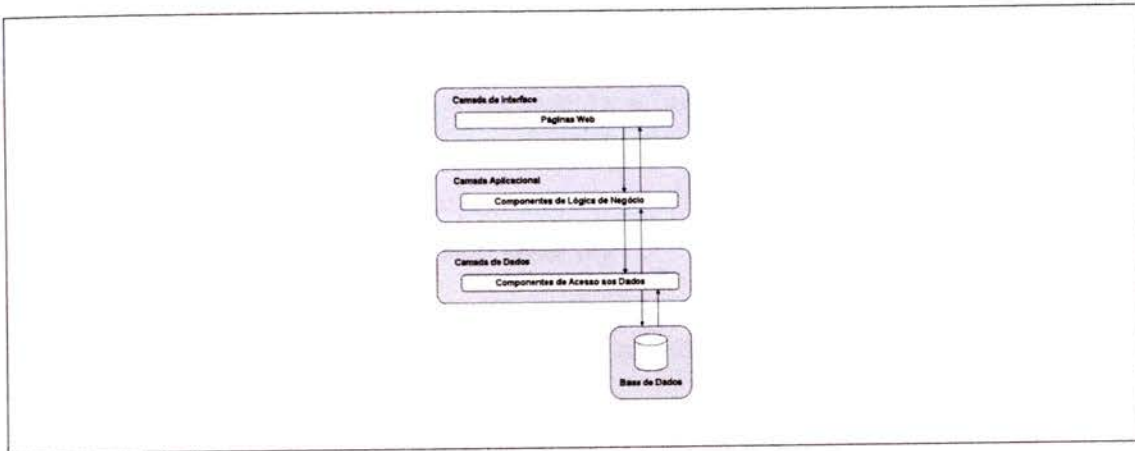 Camada de Interface
Páginas Web
Camada Aplicacional
Componentes de Lógica de Negócio
Camada de Dados
Componentes de Acesso aos Dados
Base de Dados